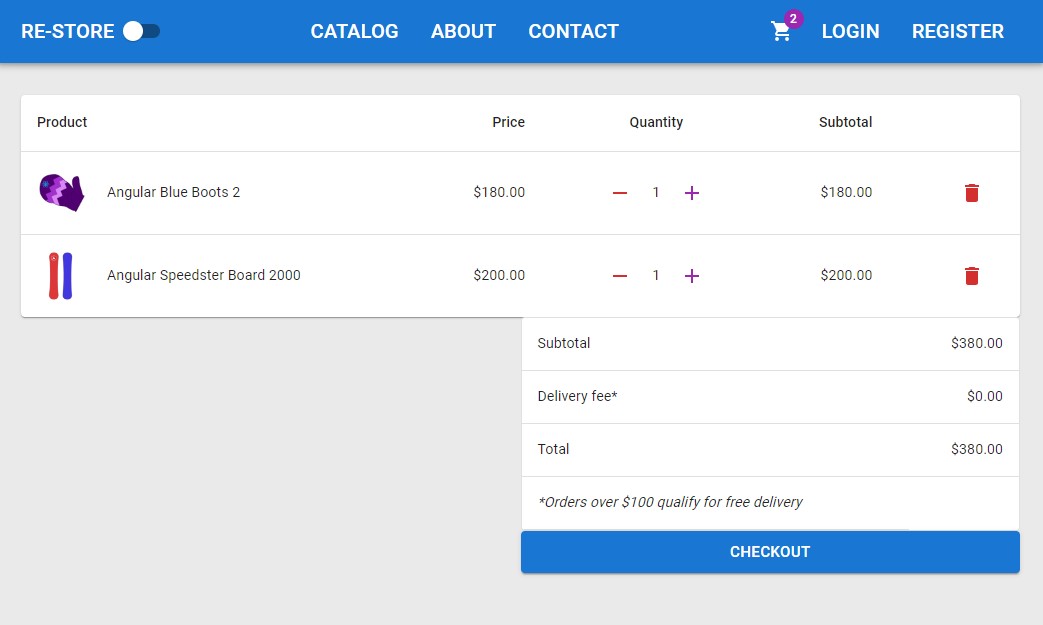 RE-STORE CATALOG ABOUT CONTACT 2 LOGIN REGISTER
Product Price Quantity Subtotal
Angular Blue Boots 2 $180.00 1 $180.00
Angular Speedster Board 2000 $200.00 1 $200.00
Subtotal $380.00
Delivery fee* $0.00
Total $380.00
*Orders over $100 qualify for free delivery
CHECKOUT